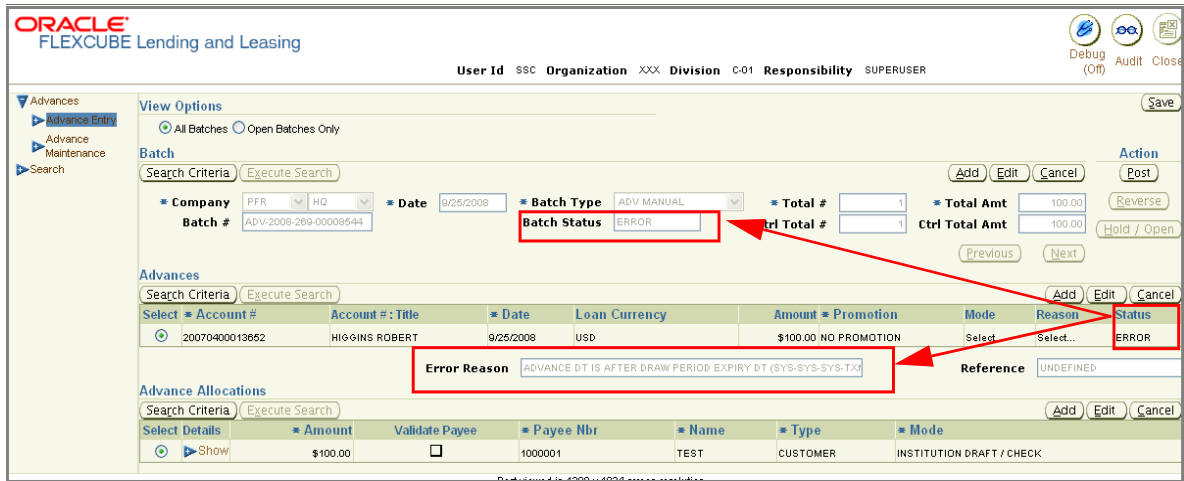 ORACLE
FLEXCUBE Lending and Leasing
Debug (Off) Audit Close
User Id SSC Organization XXX Division C-01 Responsibility SUPERUSER
Advances
Advance Entry
Advance Maintenance
Search
View Options
Save
All Batches Open Batches Only
Batch Action
Search Criteria Execute Search Add Edit Cancel Post
* Company PFR HQ * Date 9/25/2008 * Batch Type ADV MANUAL * Total # 1 * Total Amt 100.00 Reverse
Batch # ADV-2008-269-00008544 Batch Status ERROR Ctrl Total # 1 Ctrl Total Amt 100.00 Hold / Open
Previous Next
Advances
Search Criteria Execute Search Add Edit Cancel
Select * Account # Account # : Title * Date Loan Currency Amount * Promotion Mode Reason Status
20070400013652 HIGGINS ROBERT 9/25/2008 USD $100.00 NO PROMOTION Select Select... ERROR
Error Reason ADVANCE DT IS AFTER DRAW PERIOD EXPIRY DT (SYS-SYS-SYS-TXN Reference UNDEFINED
Advance Allocations
Search Criteria Execute Search Add Edit Cancel
Select Details * Amount Validate Payee * Payee Nbr * Name * Type * Mode
Show $100.00 1000001 TEST CUSTOMER INSTITUTION DRAFT / CHECK